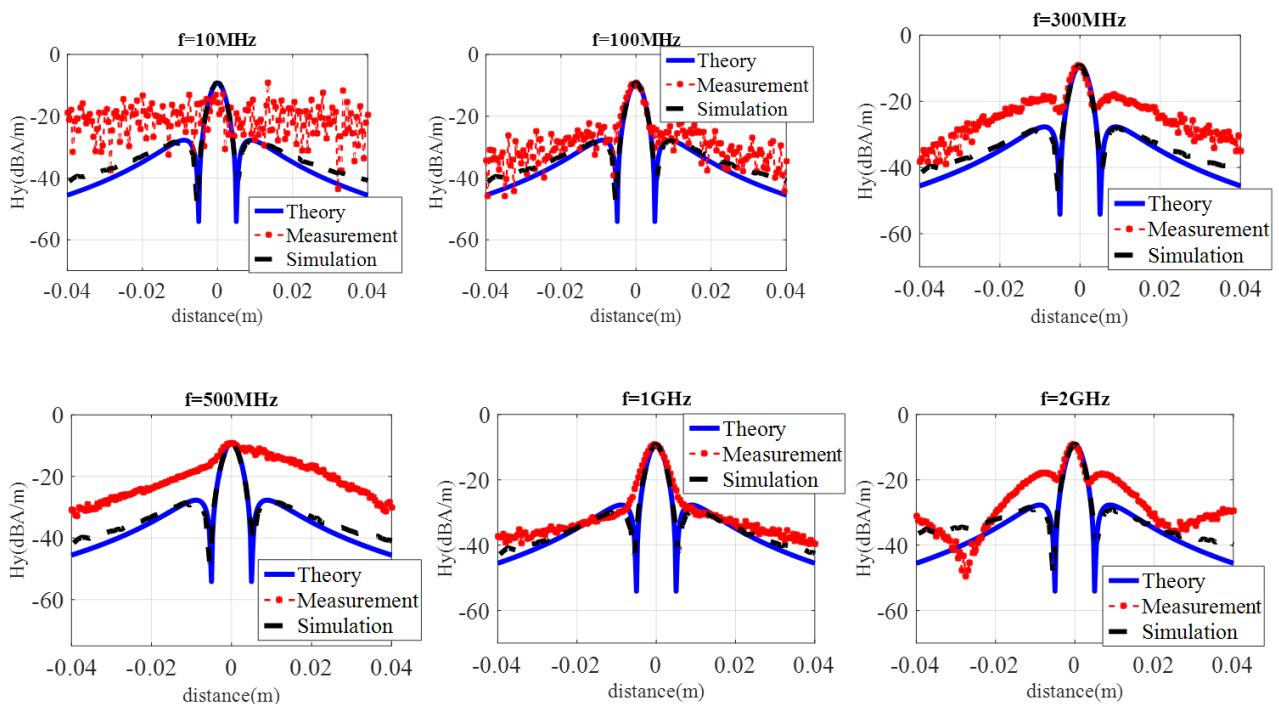 f=10MHz
0
-20
-40
-60
Hy(dBA/m)
Theory
Measurement
Simulation
-0.04 -0.02 0 0.02 0.04
distance(m)
f=100MHz
0
-20
-40
-60
Hy(dBA/m)
Theory
Measurement
Simulation
-0.04 -0.02 0 0.02 0.04
distance(m)
f=300MHz
0
-20
-40
-60
Hy(dBA/m)
Theory
Measurement
Simulation
-0.04 -0.02 0 0.02 0.04
distance(m)
f=500MHz
0
-20
-40
-60
Hy(dBA/m)
Theory
Measurement
Simulation
-0.04 -0.02 0 0.02 0.04
distance(m)
f=1GHz
0
-20
-40
-60
Hy(dBA/m)
Theory
Measurement
Simulation
-0.04 -0.02 0 0.02 0.04
distance(m)
f=2GHz
0
-20
-40
-60
Hy(dBA/m)
Theory
Measurement
Simulation
-0.04 -0.02 0 0.02 0.04
distance(m)